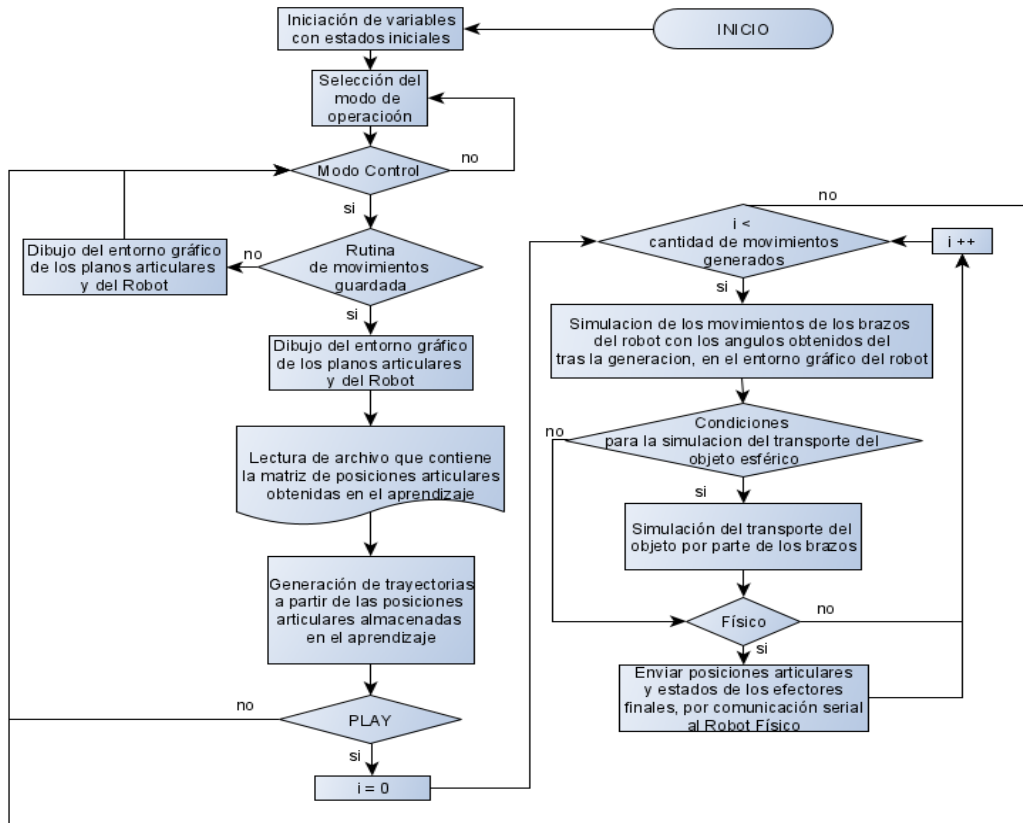 INICIO
Iniciación de variables
con estados iniciales
Selección del
modo de
operacioón
Modo Control
no
si
Rutina
de movimientos
guardada
no
Dibujo del entorno gráfico
de los planos articulares
y del Robot
si
Dibujo del entorno gráfico
de los planos articulares
y del Robot
Lectura de archivo que contiene
la matriz de posiciones articulares
obtenidas en el aprendizaje
Generación de trayectorias
a partir de las posiciones
articulares almacenadas
en el aprendizaje
PLAY
no
si
i = 0
i <
cantidad de movimientos
generados
no
i ++
si
Simulacion de los movimientos de los brazos
del robot con los angulos obtenidos del
tras la generacion, en el entorno gráfico del robot
Condiciones
para la simulacion del transporte del
objeto esférico
no
si
Simulación del transporte del
objeto por parte de los brazos
Físico
no
si
Enviar posiciones articulares
y estados de los efectores
finales, por comunicación serial
al Robot Físico